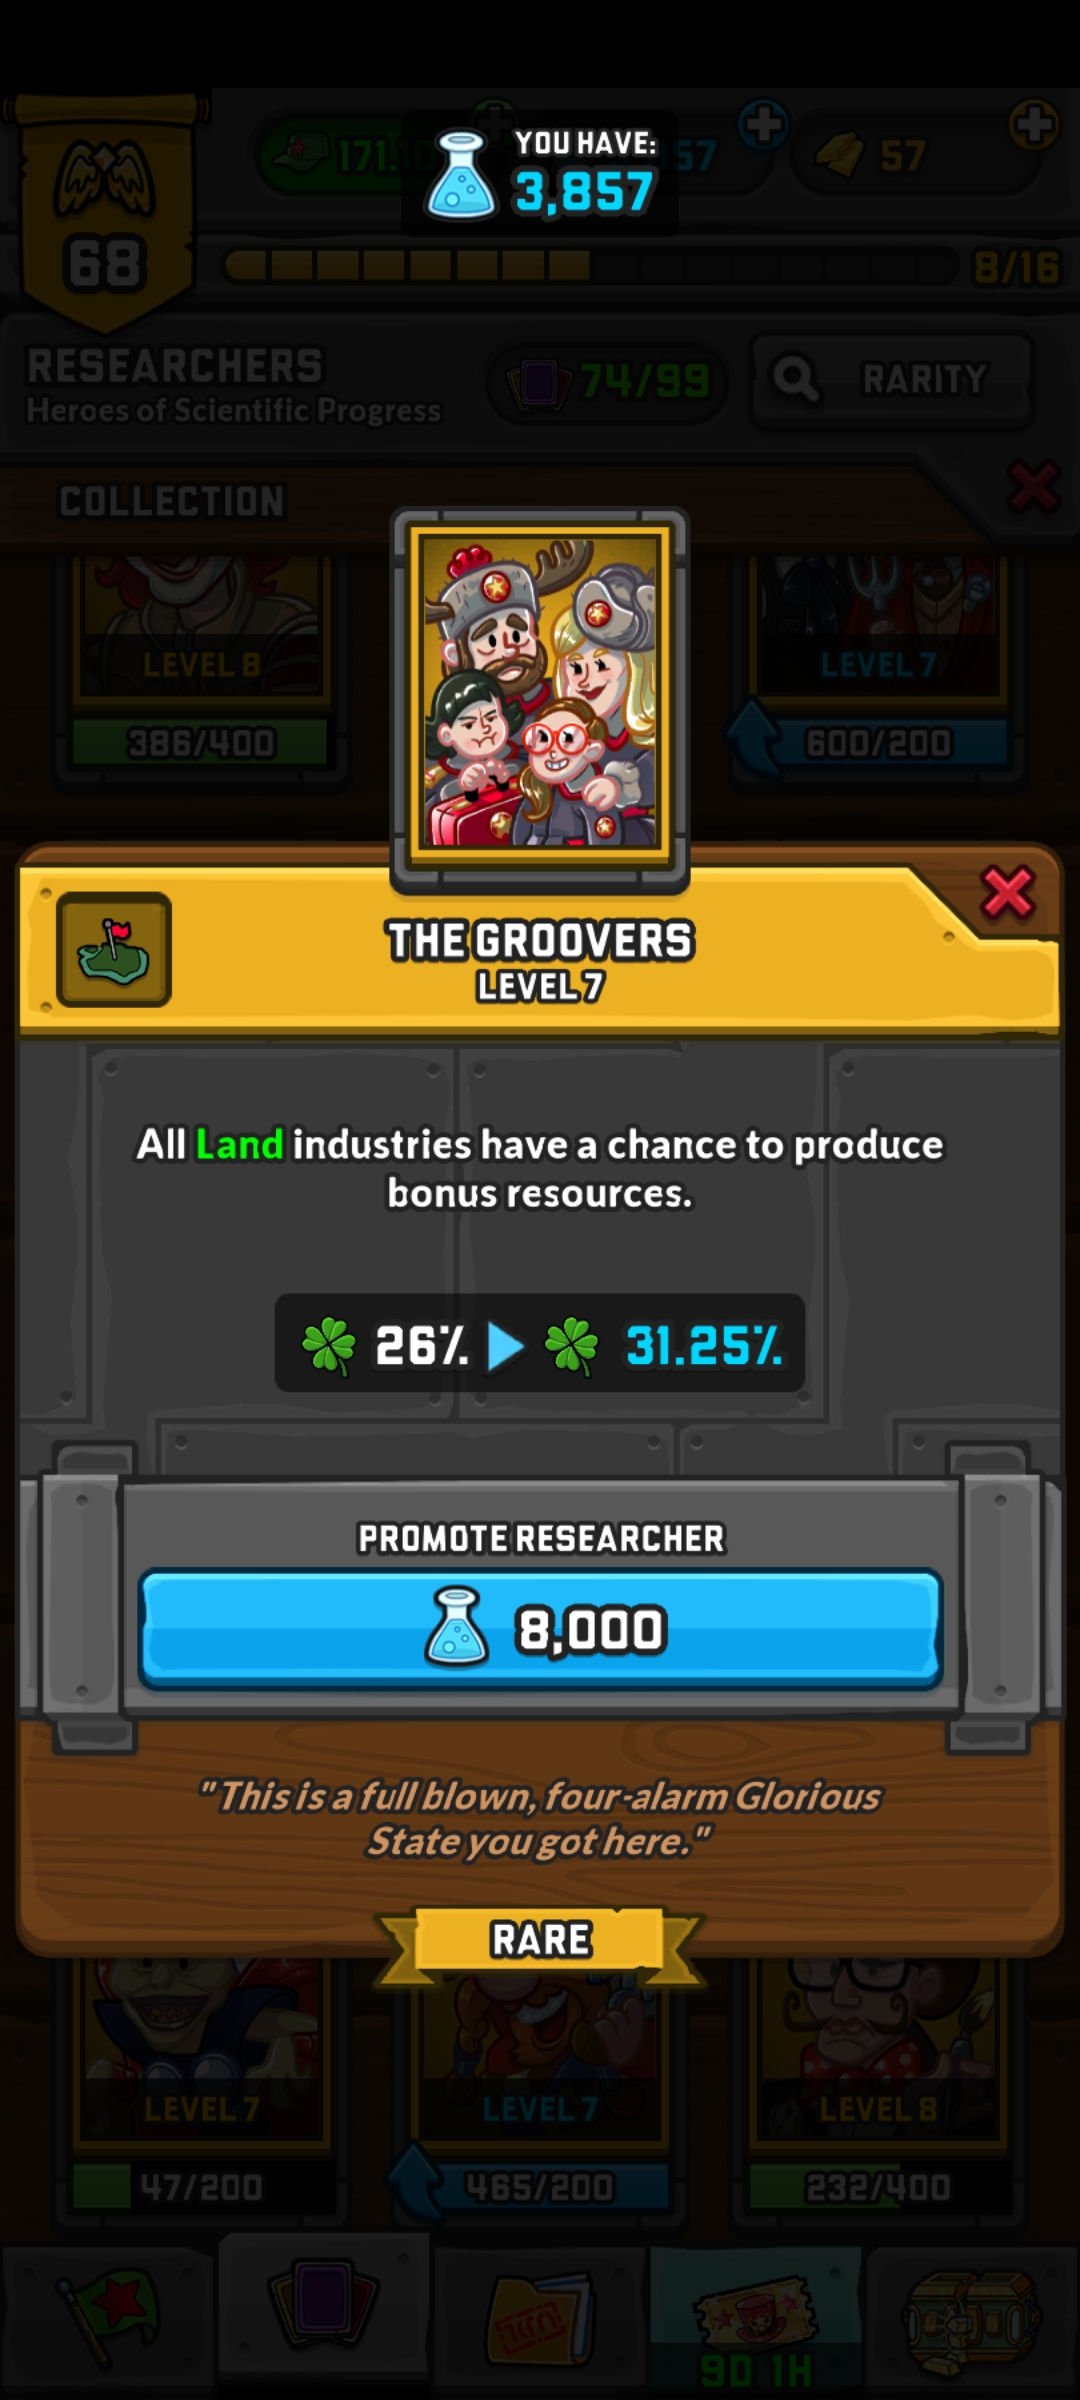 YOU HAVE:
3,857
57
57
68
8/16
RESEARCHERS
Heroes of Scientific Progress
74/99
RARITY
COLLECTION
LEVEL 8
LEVEL 7
386/400
600/200
THE GROOVERS
LEVEL 7
All Land industries have a chance to produce
bonus resources.
26% 31.25%
PROMOTE RESEARCHER
8,000
"This is a full blown, four-alarm Glorious
State you got here."
RARE
LEVEL 7
LEVEL 7
LEVEL 8
47/200
465/200
232/400
9D 1H